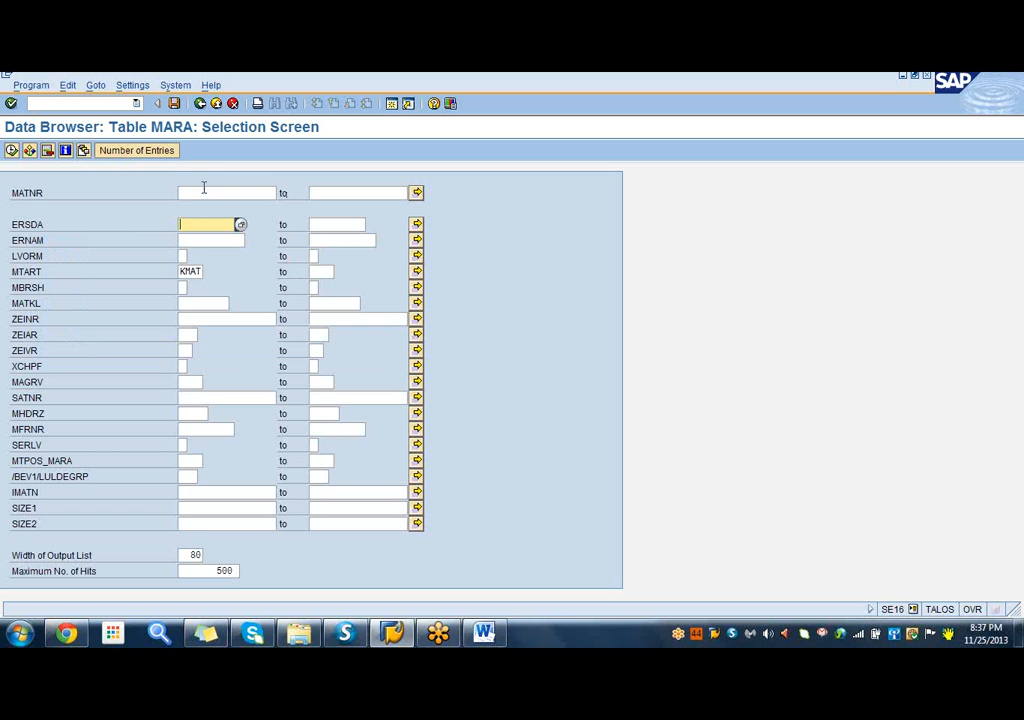 Program Edit Goto Settings System Help
SAP
Data Browser: Table MARA: Selection Screen
Number of Entries
MATNR to
ERSDA to
ERNAM to
LVORM to
MTART KMAT to
MBRSH to
MATKL to
ZEINR to
ZEIAR to
ZEIVR to
XCHPF to
MAGRV to
SATNR to
MHDRZ to
MFRNR to
SERLV to
MTPOS_MARA to
/BEV1/LULDEGRP to
IMATN to
SIZE1 to
SIZE2 to
Width of Output List 80
Maximum No. of Hits 500
SE16 TALOS OVR
44
8:37 PM
11/25/2013